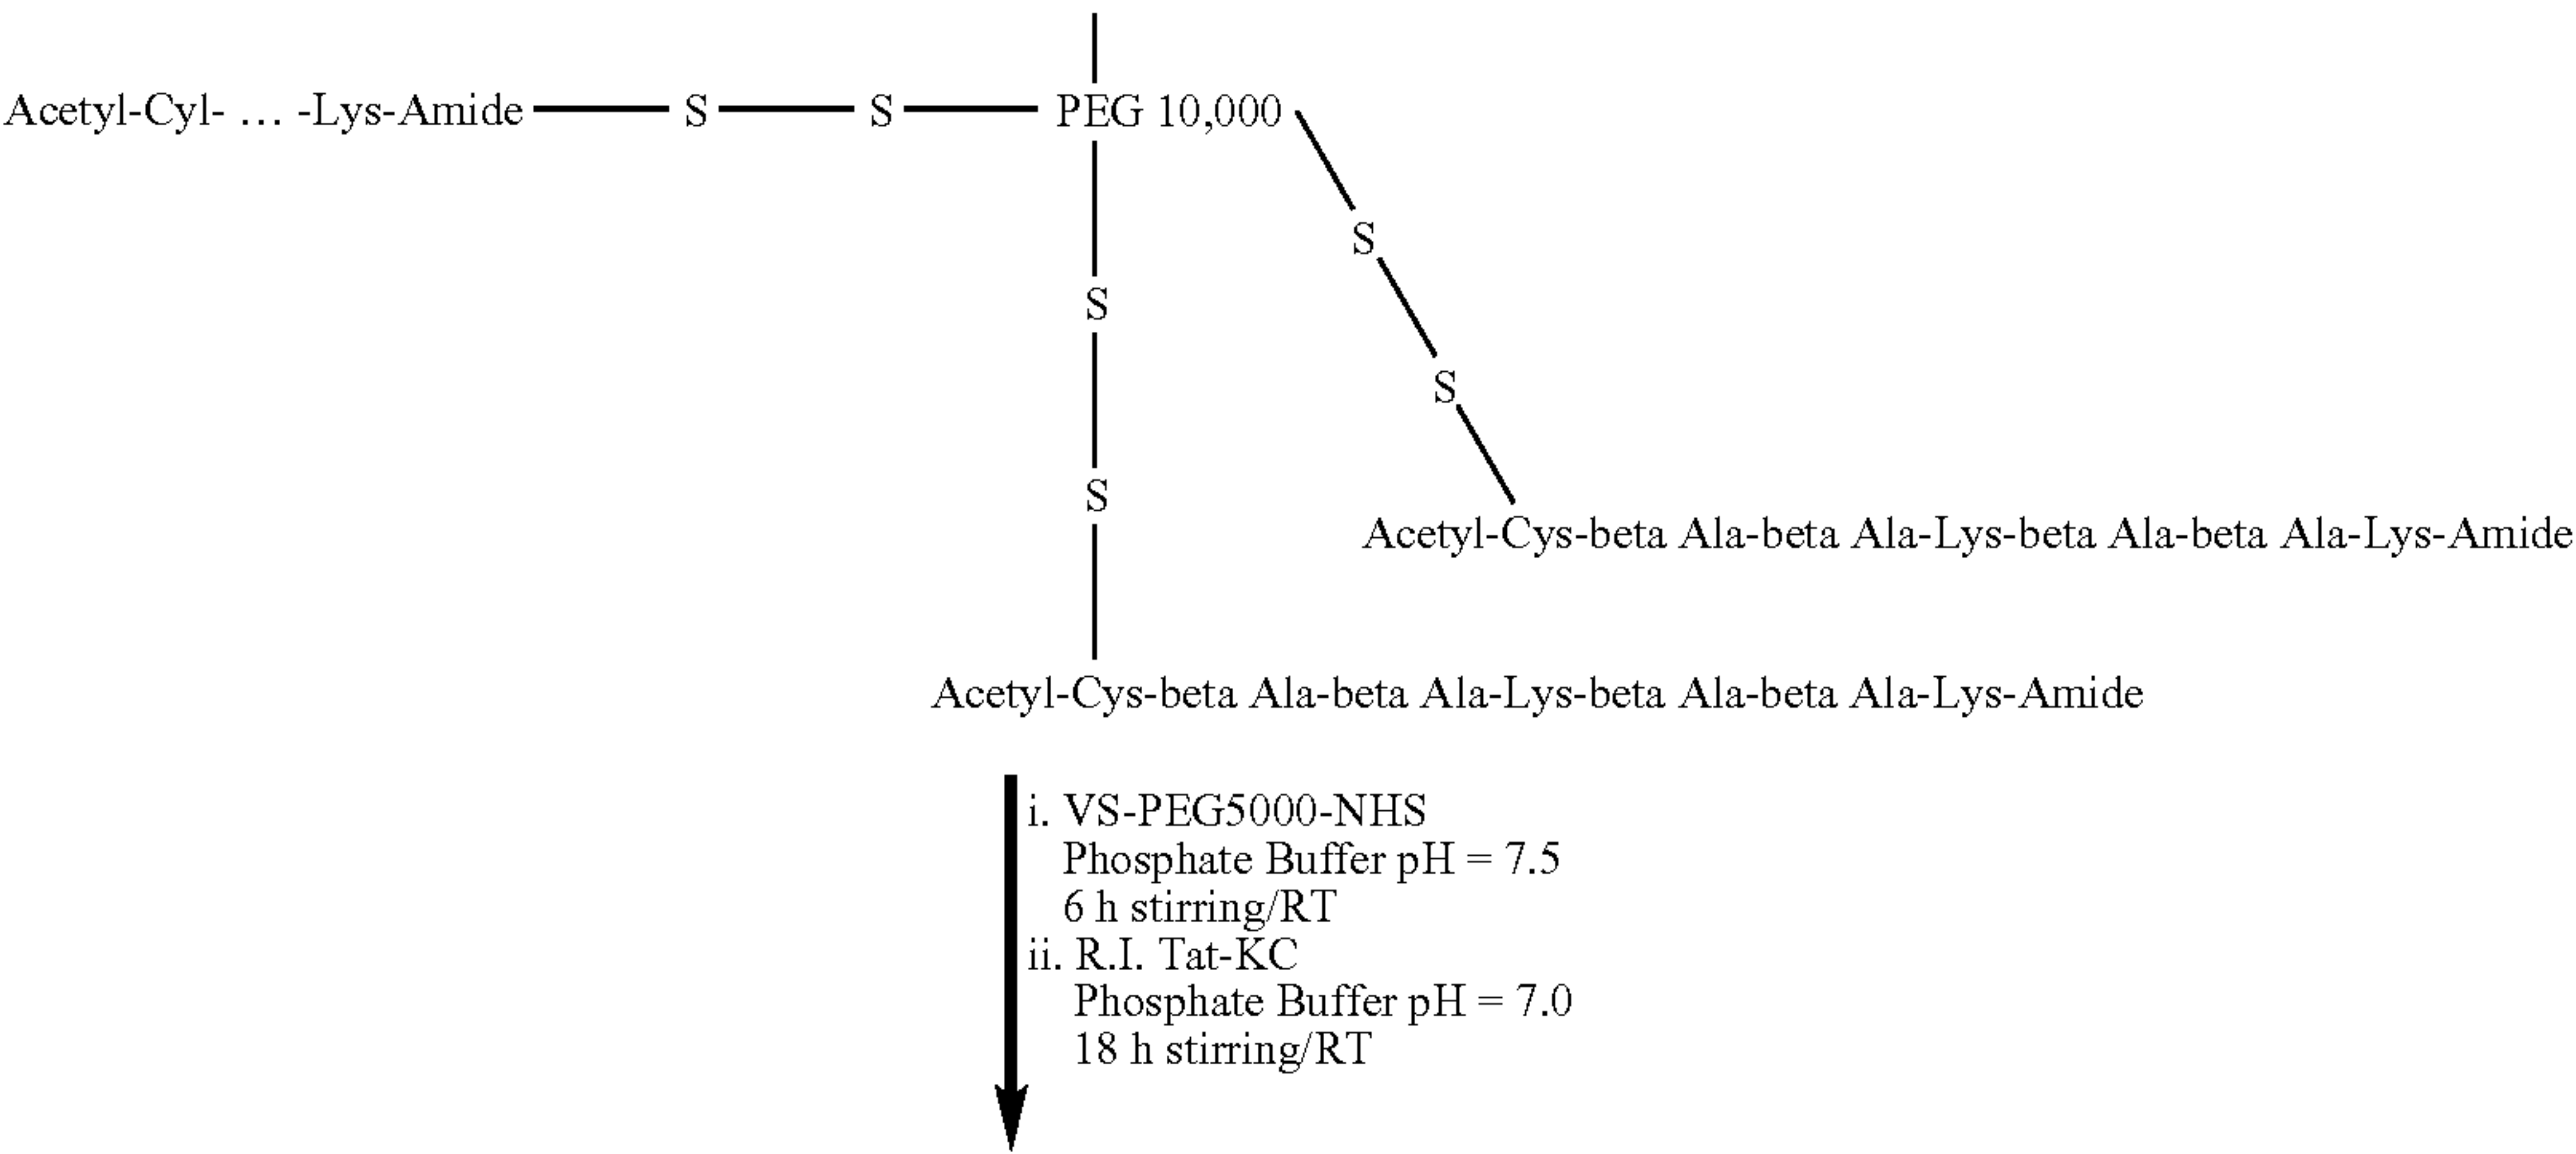 Acetyl-Cyl- … -Lys-Amide S S PEG 10,000
S
S
S
S
Acetyl-Cys-beta Ala-beta Ala-Lys-beta Ala-beta Ala-Lys-Amide
Acetyl-Cys-beta Ala-beta Ala-Lys-beta Ala-beta Ala-Lys-Amide
i. VS-PEG5000-NHS
Phosphate Buffer pH = 7.5
6 h stirring/RT
ii. R.I. Tat-KC
Phosphate Buffer pH = 7.0
18 h stirring/RT